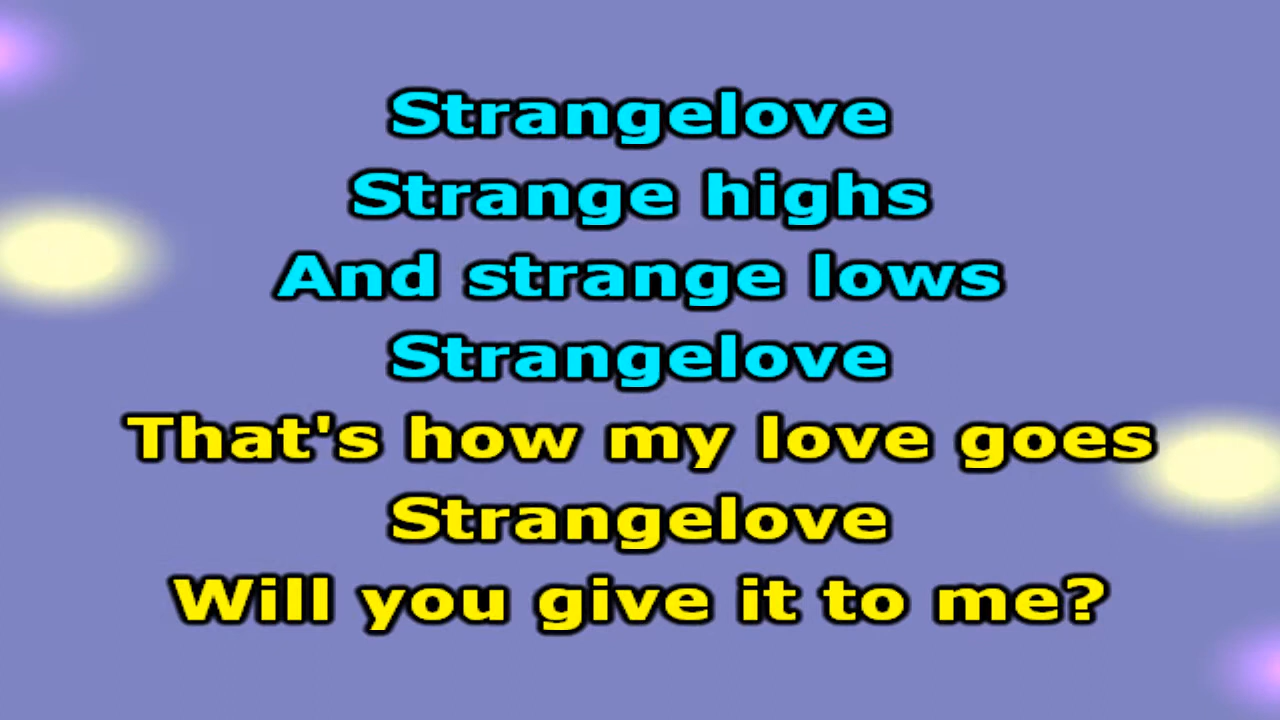 Strangelove
Strange highs
And strange lows
Strangelove
That's how my love goes
Strangelove
Will you give it to me?